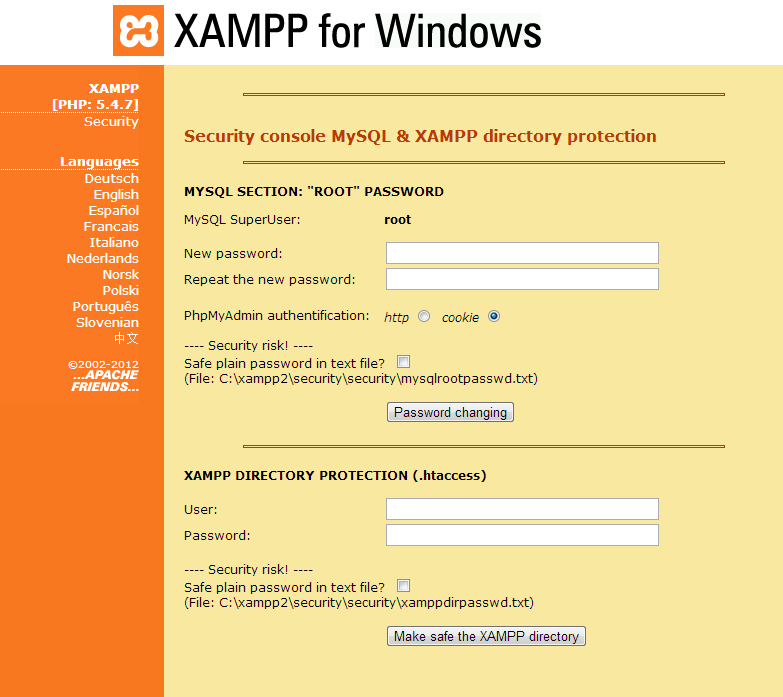 XAMPP for Windows
XAMPP
[PHP: 5.4.7]
Security
Languages
Deutsch
English
Español
Francais
Italiano
Nederlands
Norsk
Polski
Português
Slovenian
中文
©2002-2012
...APACHE
FRIENDS...
Security console MySQL & XAMPP directory protection
MYSQL SECTION: "ROOT" PASSWORD
MySQL SuperUser: root
New password:
Repeat the new password:
PhpMyAdmin authentification: http cookie
---- Security risk! ----
Safe plain password in text file?
(File: C:\xampp2\security\security\mysqlrootpasswd.txt)
Password changing
XAMPP DIRECTORY PROTECTION (.htaccess)
User:
Password:
---- Security risk! ----
Safe plain password in text file?
(File: C:\xampp2\security\security\xamppdirpasswd.txt)
Make safe the XAMPP directory